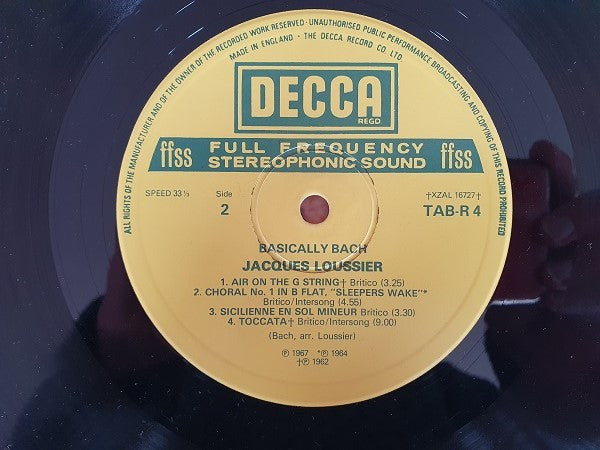 ALL RIGHTS OF THE MANUFACTURER AND OF THE OWNER OF THE RECORDED WORK RESERVED · UNAUTHORISED PUBLIC PERFORMANCE BROADCASTING AND COPYING OF THIS RECORD PROHIBITED
MADE IN ENGLAND · THE DECCA RECORD CO. LTD.
DECCA
REGD
ffss FULL FREQUENCY ffss
STEREOPHONIC SOUND
SPEED 33⅓ Side †XZAL 16727†
2 TAB-R 4
BASICALLY BACH
JACQUES LOUSSIER
1. AIR ON THE G STRING† Britico (3.25)
2. CHORAL No. 1 IN B FLAT, "SLEEPERS WAKE"*
Britico/Intersong (4.55)
3. SICILIENNE EN SOL MINEUR Britico (3.30)
4. TOCCATA† Britico/Intersong (9.00)
(Bach, arr. Loussier)
℗ 1967 *℗ 1964
†℗ 1962